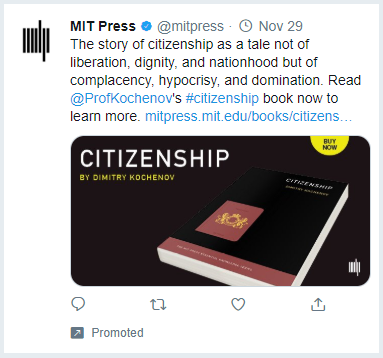 MIT Press @mitpress · Nov 29
The story of citizenship as a tale not of
liberation, dignity, and nationhood but of
complacency, hypocrisy, and domination. Read
@ProfKochenov's #citizenship book now to
learn more. mitpress.mit.edu/books/citizens…
CITIZENSHIP
BY DIMITRY KOCHENOV
BUY
NOW
CITIZENSHIP
DIMITRY KOCHENOV
Promoted